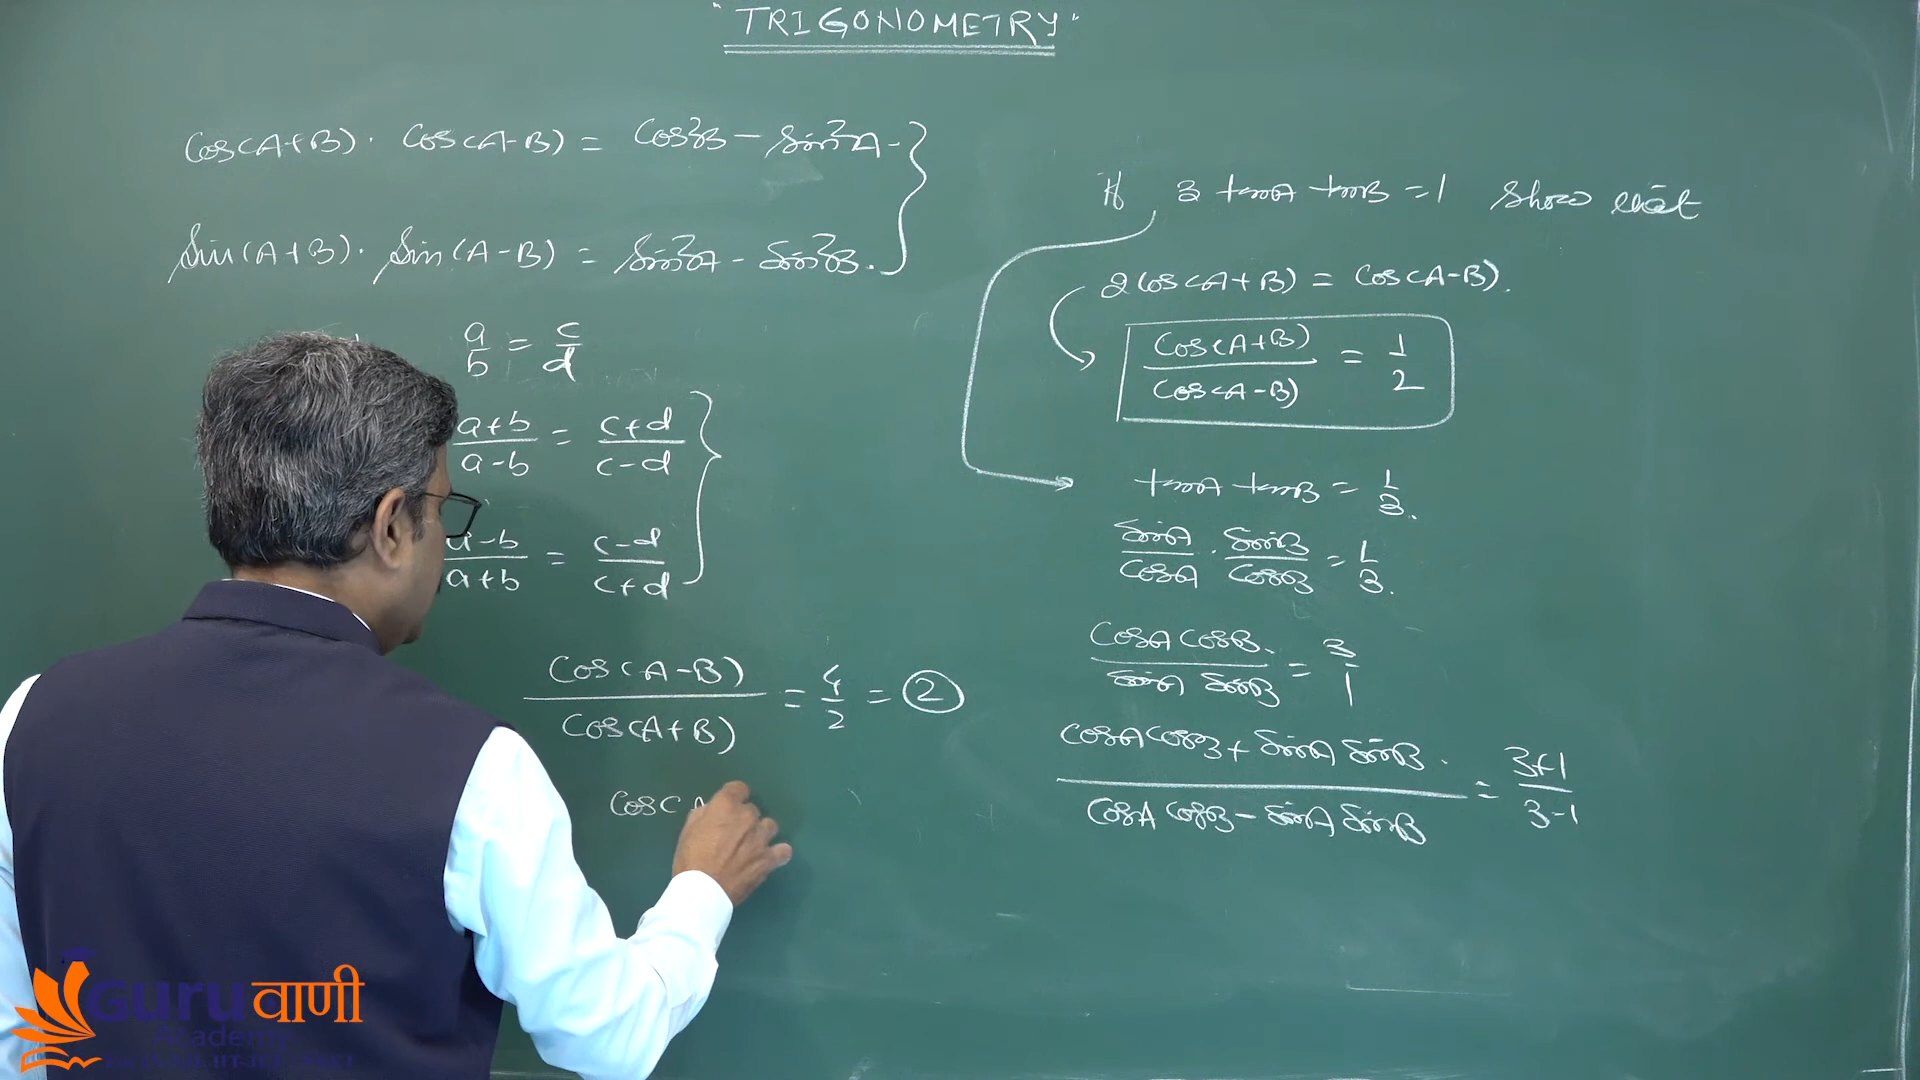 "TRIGONOMETRY"
Cos(A+B) . Cos(A-B) = Cos²B - Sin²A.
Sin(A+B) . Sin(A-B) = Sin²A - Sin²B.
a/b = c/d
a+b/a-b = c+d/c-d
a-b/a+b = c-d/c+d
Cos(A-B)/Cos(A+B) = 4/2 = 2
Cos(A
If 3 tanA tanB = 1 Show that
2 Cos(A+B) = Cos(A-B).
Cos(A+B)/Cos(A-B) = 1/2
tanA tanB = 1/3.
SinA/CosA . SinB/CosB = 1/3.
CosA CosB./SinA SinB = 3/1
CosA CosB + SinA SinB ./CosA CosB - SinA SinB = 3+1/3-1
Guruवाणी
Academy